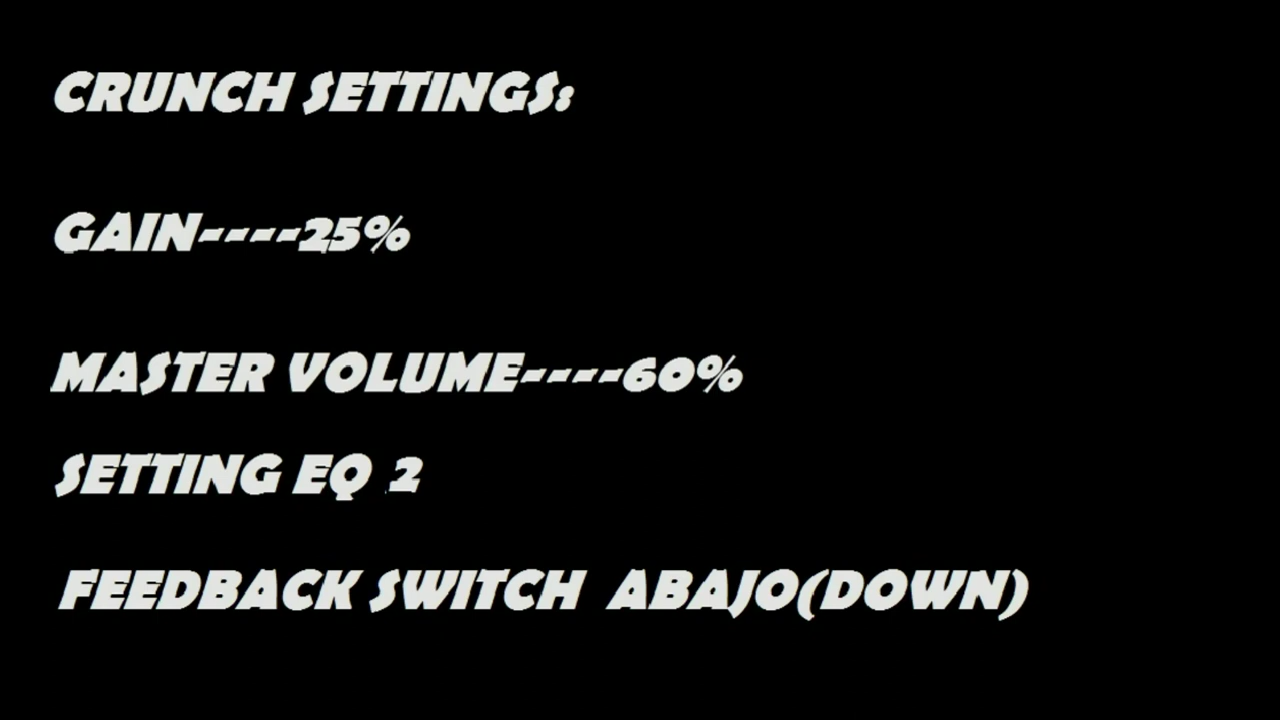 CRUNCH SETTINGS:
GAIN----25%
MASTER VOLUME----60%
SETTING EQ 2
FEEDBACK SWITCH ABAJO(DOWN)